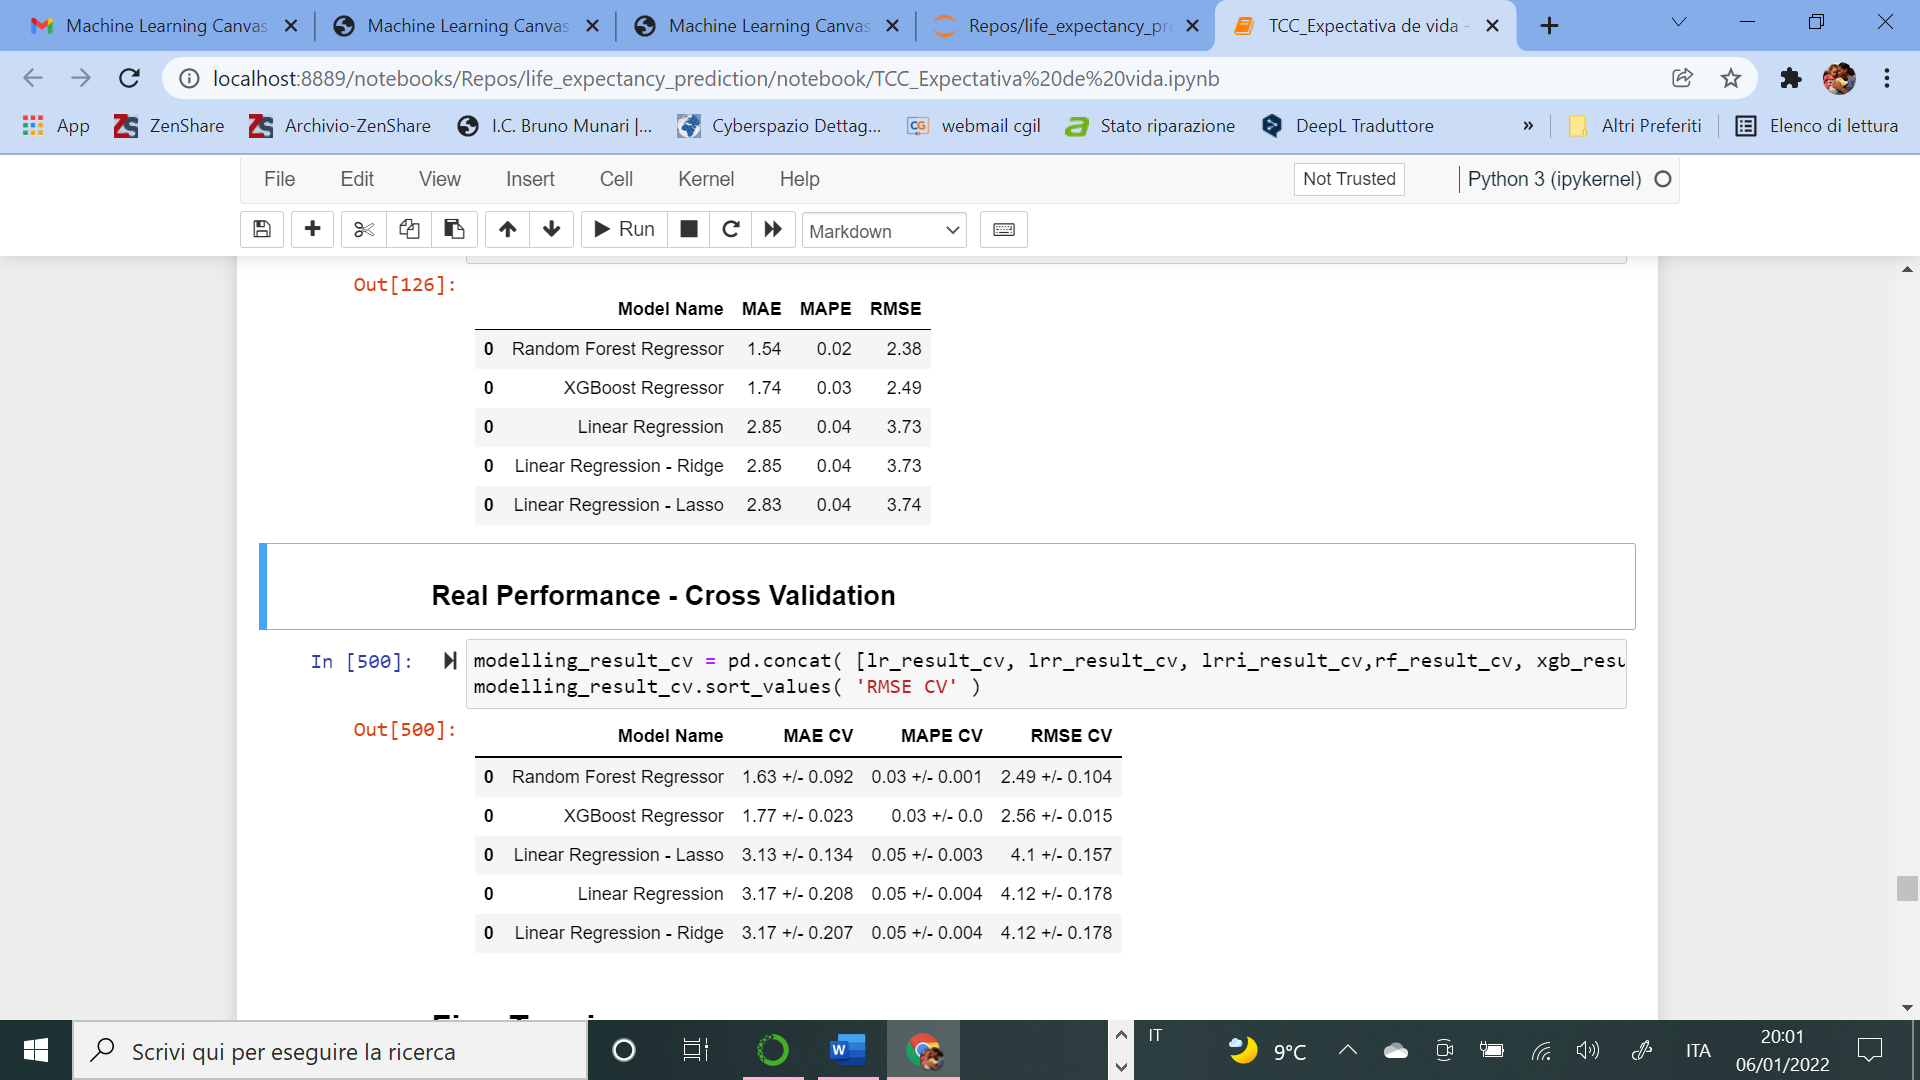 Machine Learning Canvas
Machine Learning Canvas
Machine Learning Canvas
Repos/life_expectancy_pr
TCC_Expectativa de vida -
localhost:8889/notebooks/Repos/life_expectancy_prediction/notebook/TCC_Expectativa%20de%20vida.ipynb
App
ZenShare
Archivio-ZenShare
I.C. Bruno Munari |...
Cyberspazio Dettag...
CG
webmail cgil
Stato riparazione
DeepL Traduttore
»
Altri Preferiti
Elenco di lettura
File Edit View Insert Cell Kernel Help
Not Trusted
Python 3 (ipykernel)
Run
Markdown
Out[126]:
Model Name MAE MAPE RMSE
0 Random Forest Regressor 1.54 0.02 2.38
0 XGBoost Regressor 1.74 0.03 2.49
0 Linear Regression 2.85 0.04 3.73
0 Linear Regression - Ridge 2.85 0.04 3.73
0 Linear Regression - Lasso 2.83 0.04 3.74
Real Performance - Cross Validation
In [500]:
modelling_result_cv = pd.concat( [lr_result_cv, lrr_result_cv, lrri_result_cv,rf_result_cv, xgb_resu
modelling_result_cv.sort_values( 'RMSE CV' )
Out[500]:
Model Name MAE CV MAPE CV RMSE CV
0 Random Forest Regressor 1.63 +/- 0.092 0.03 +/- 0.001 2.49 +/- 0.104
0 XGBoost Regressor 1.77 +/- 0.023 0.03 +/- 0.0 2.56 +/- 0.015
0 Linear Regression - Lasso 3.13 +/- 0.134 0.05 +/- 0.003 4.1 +/- 0.157
0 Linear Regression 3.17 +/- 0.208 0.05 +/- 0.004 4.12 +/- 0.178
0 Linear Regression - Ridge 3.17 +/- 0.207 0.05 +/- 0.004 4.12 +/- 0.178
Scrivi qui per eseguire la ricerca
IT
9°C
ITA
20:01
06/01/2022